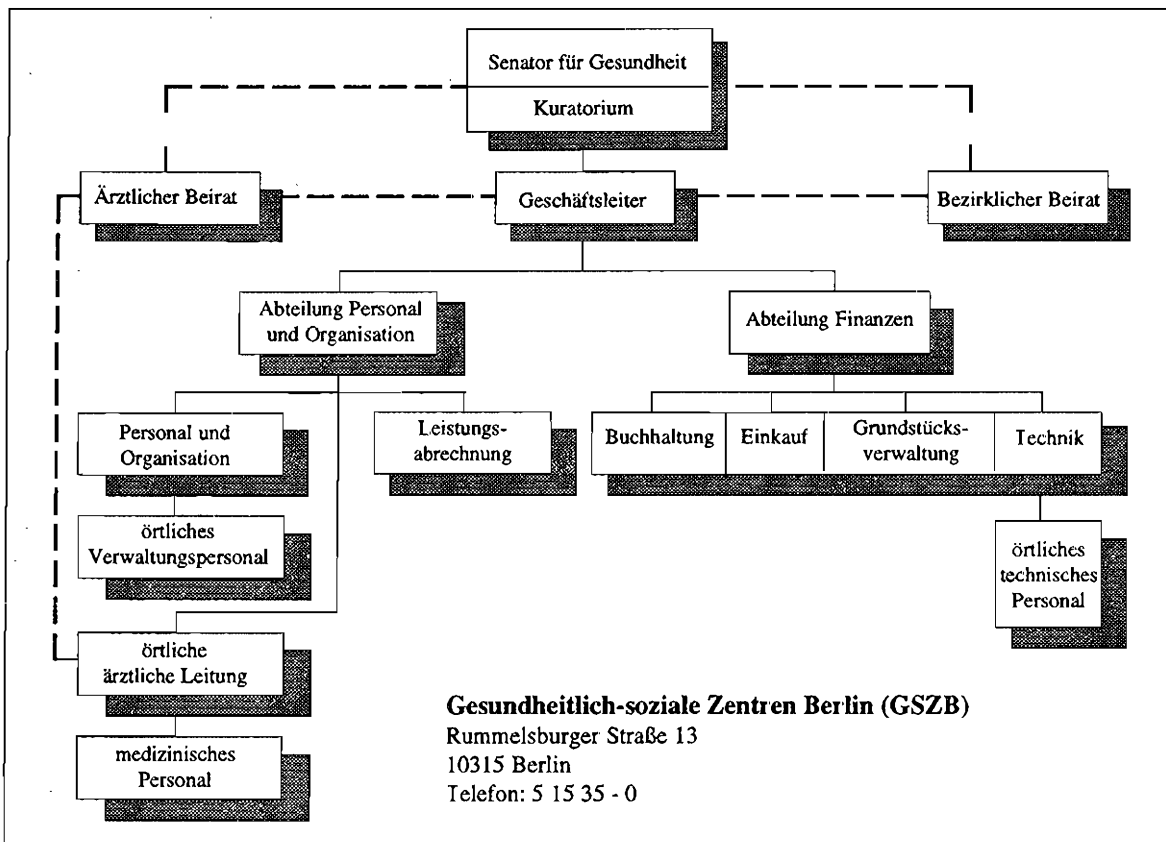 Senator für Gesundheit
Kuratorium
Ärztlicher Beirat
Geschäftsleiter
Bezirklicher Beirat
Abteilung Personal
und Organisation
Abteilung Finanzen
Personal und
Organisation
Leistungs-
abrechnung
Buchhaltung
Einkauf
Grundstücks-
verwaltung
Technik
örtliches
Verwaltungspersonal
örtliches
technisches
Personal
örtliche
ärztliche Leitung
medizinisches
Personal
Gesundheitlich-soziale Zentren Berlin (GSZB)
Rummelsburger Straße 13
10315 Berlin
Telefon: 5 15 35 - 0